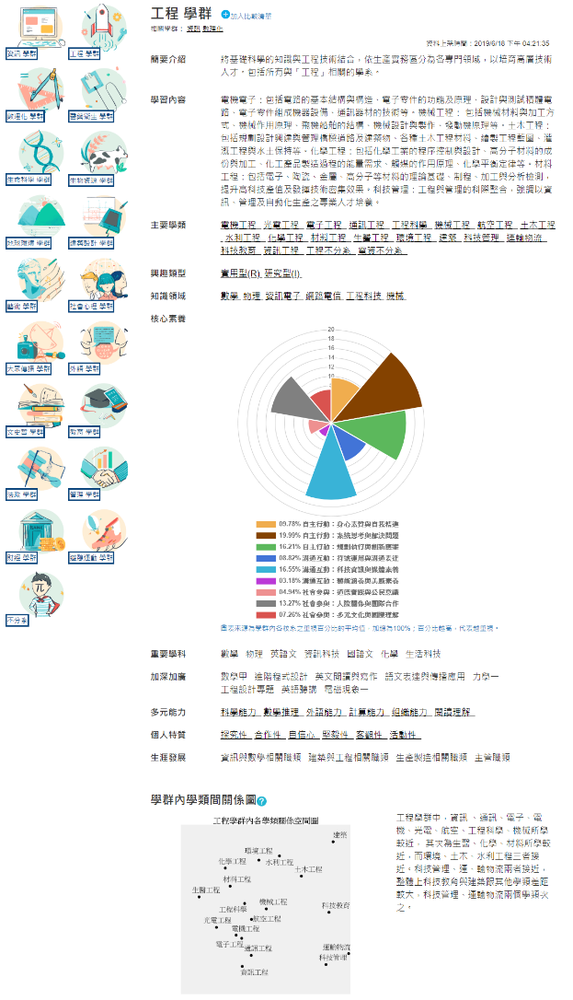 資訊 學群
工程 學群
數理化 學群
醫藥衛生 學群
生命科學 學群
生物資源 學群
地球環境 學群
建築設計 學群
藝術 學群
社會心理 學群
大眾傳播 學群
外語 學群
文史哲 學群
教育 學群
法政 學群
管理 學群
財經 學群
遊憩運動 學群
不分系
工程 學群
加入比較清單
相關學群： 資訊 數理化
資料上架時間：2019/6/18 下午 04:21:35
簡要介紹
將基礎科學的知識與工程技術結合，依生產實務區分為各專門領域，以培育高層技術
人才。包括所有與「工程」相關的學系。
學習內容
電機電子：包括電路的基本結構與構造、電子零件的功能及原理、設計與測試積體電
路、電子零件組成機器設備、通訊器材的技術等。機械工程：包括機械材料與加工方
式、機械作用原理、飛機船舶的結構、機械設計與製作、發動機原理等。土木工程：
包括規劃設計興建與管理橋樑道路及建築物、各種土木工程材料、繪製工程藍圖、灌
溉工程與水土保持等。化學工程：包括化學工業的程序控制與設計、高分子材料的成
份與加工、化工產品製造過程的能量需求、觸媒的作用原理、化學平衡定律等。材料
工程：包括電子、陶瓷、金屬、高分子等材料的理論基礎、制程、加工與分析檢測，
提升高科技產值及發揮技術密集效果。科技管理：工程與管理的科際整合，強調以資
訊、管理及自動化生產之專業人才培養。
主要學類
電機工程 光電工程 電子工程 通訊工程 工程科學 機械工程 航空工程 土木工程
水利工程 化學工程 材料工程 生醫工程 環境工程 建築 科技管理 運輸物流
科技教育 資訊工程 工程不分系 電資不分系
興趣類型
實用型(R) 研究型(I)
知識領域
數學 物理 資訊電子 網路電信 工程科技 機械
核心素養
20
18
16
14
12
10
09.78% 自主行動：身心素質與自我精進
19.99% 自主行動：系統思考與解決問題
16.21% 自主行動：規劃執行與創新應變
08.82% 溝通互動：符號運用與溝通表達
16.55% 溝通互動：科技資訊與媒體素養
03.18% 溝通互動：藝術涵養與美感素養
04.94% 社會參與：道德實踐與公民意識
13.27% 社會參與：人際關係與團隊合作
07.26% 社會參與：多元文化與國際理解
圖表來源為學群內各校系之重視百分比的平均值，加總為100%；百分比越高，代表越重視。
重要學科
數學 物理 英語文 資訊科技 國語文 化學 生活科技
加深加廣
數學甲 進階程式設計 英文閱讀與寫作 語文表達與傳播應用 力學一
工程設計專題 英語聽講 電磁現象一
多元能力
科學能力 數學推理 外語能力 計算能力 組織能力 閱讀理解
個人特質
探究性 合作性 自信心 堅毅性 客觀性 活動性
生涯發展
資訊與數學相關職類 建築與工程相關職類 生產製造相關職類 主管職類
學群內學類間關係圖?
工程學群內各學類關係空間圖
建築
環境工程
化學工程
水利工程
土木工程
材料工程
生醫工程
機械工程
工程科學
科技教育
光電工程
航空工程
電機工程
電子工程
通訊工程
運輸物流
科技管理
資訊工程
工程學群中，資訊 、通訊、電子、電
機、光電、航空、工程科學、機械所學
較近， 其次為生醫、化學、材料所學較
近，而環境、土木、水利工程三者接
近。科技管理、運、輸物流兩者接近，
整體上科技教育與建築跟其他學類差距
較大，科技管理、運輸物流兩個學類次
之。